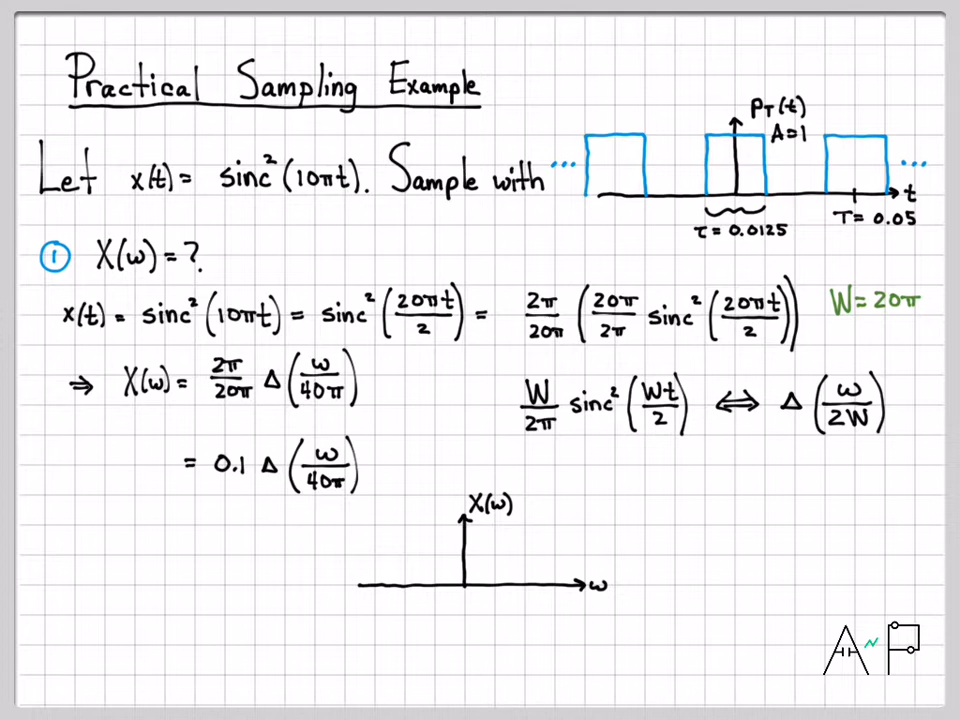 Practical Sampling Example
P_T(t)
A=1
Let x(t) = sinc²(10πt). Sample with ... ... t
τ = 0.0125 T = 0.05
① X(ω) = ?
x(t) = sinc²(10πt) = sinc²(20πt/2) = 2π/20π (20π/2π sinc²(20πt/2)) W = 20π
⇒ X(ω) = 2π/20π Δ(ω/40π)
W/2π sinc²(Wt/2) ⇔ Δ(ω/2W)
= 0.1 Δ(ω/40π)
X(ω)
ω
AP